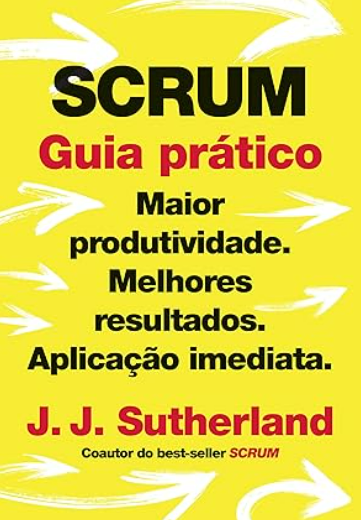 SCRUM
Guia prático
Maior
produtividade.
Melhores
resultados.
Aplicação imediata.
J. J. Sutherland
Coautor do best-seller SCRUM